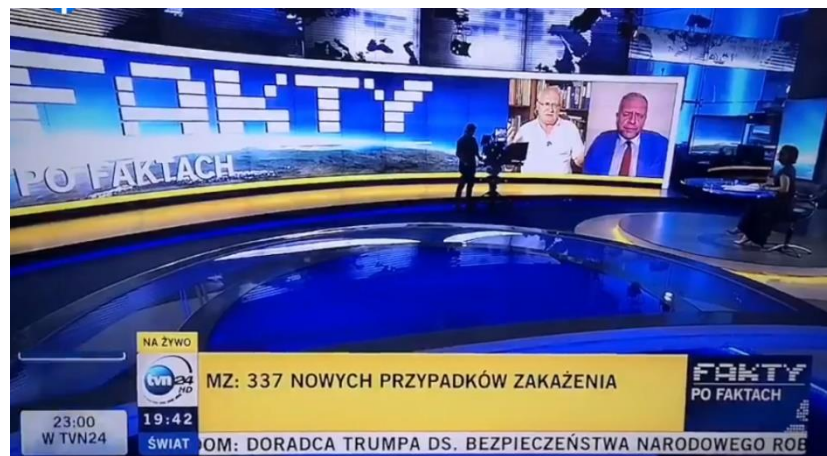 FAKTY
PO FAKTACH
NA ŻYWO
tvn24
HD
MZ: 337 NOWYCH PRZYPADKÓW ZAKAŻENIA
FAKTY
PO FAKTACH
23:00
W TVN24
19:42
ŚWIAT
DOM: DORADCA TRUMPA DS. BEZPIECZEŃSTWA NARODOWEGO ROB